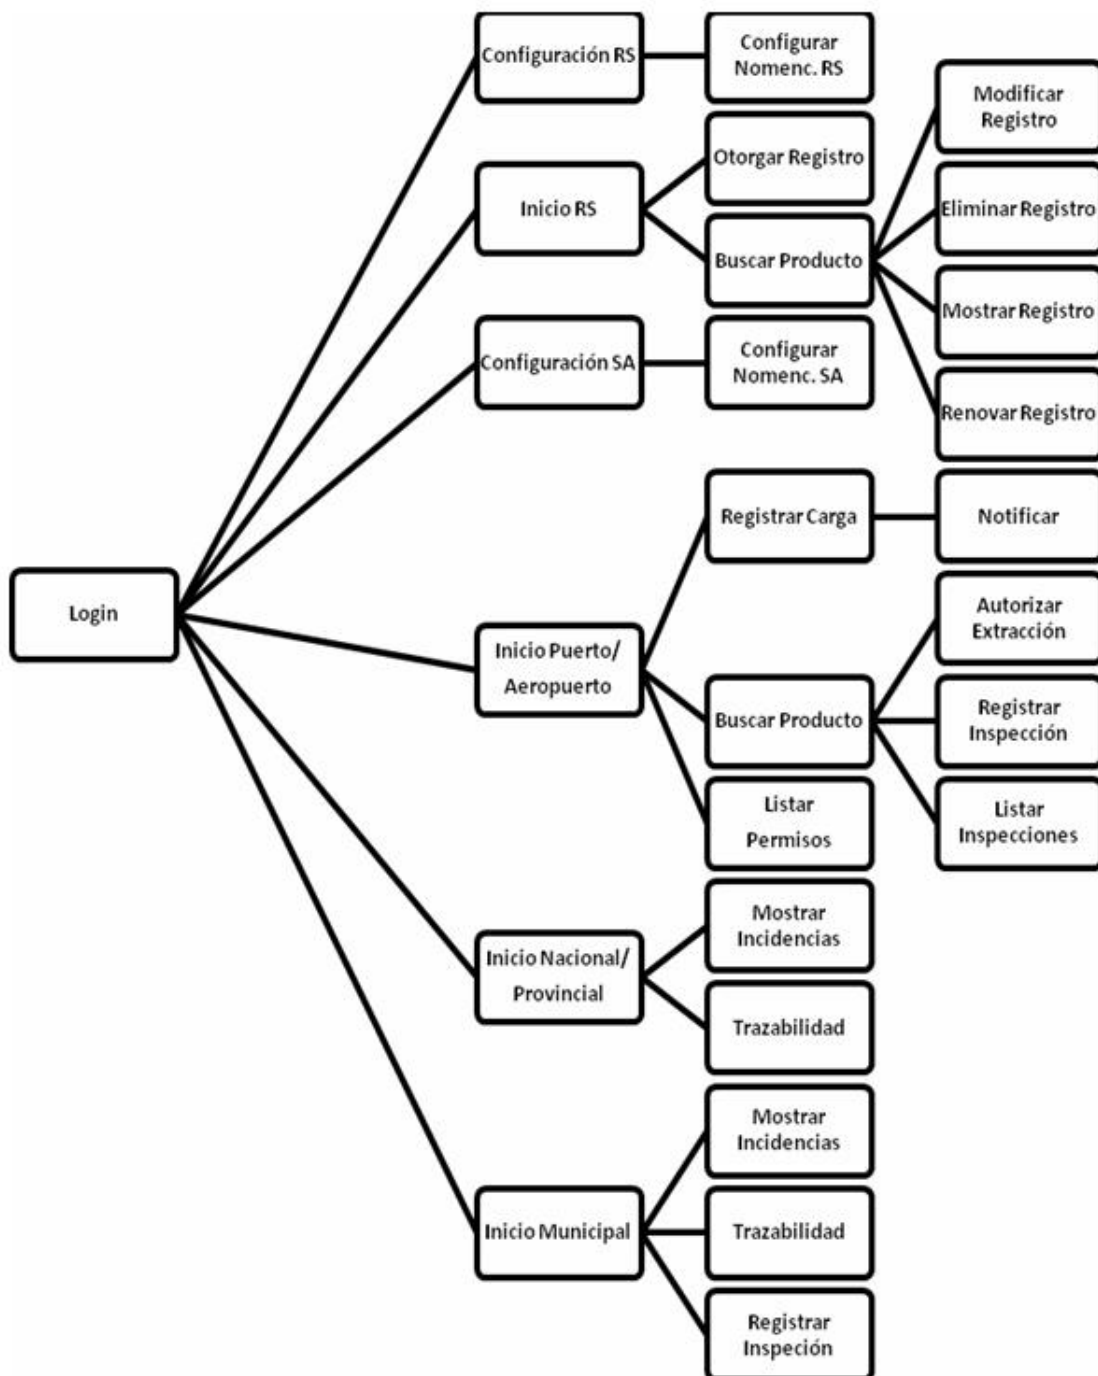 Login
Configuración RS
Configurar
Nomenc. RS
Inicio RS
Otorgar Registro
Buscar Producto
Modificar
Registro
Eliminar Registro
Mostrar Registro
Renovar Registro
Configuración SA
Configurar
Nomenc. SA
Inicio Puerto/
Aeropuerto
Registrar Carga
Notificar
Buscar Producto
Autorizar
Extracción
Registrar
Inspección
Listar
Inspecciones
Listar
Permisos
Inicio Nacional/
Provincial
Mostrar
Incidencias
Trazabilidad
Inicio Municipal
Mostrar
Incidencias
Trazabilidad
Registrar
Inspeción